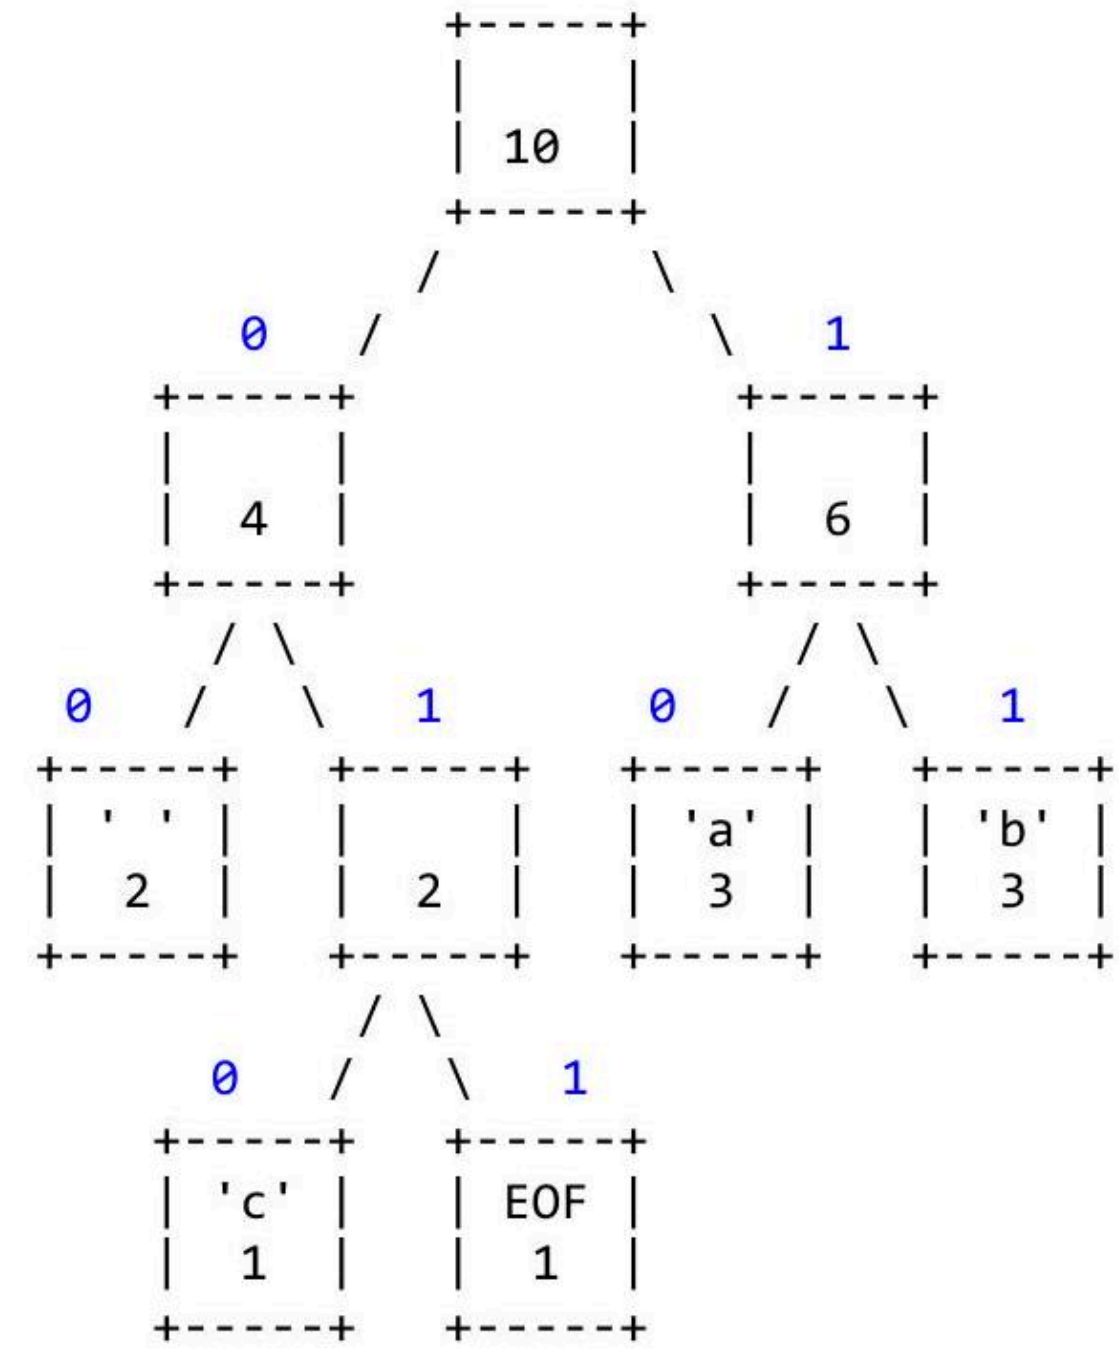 +------+
|      |
|  10  |
+------+
/ \
0 / \ 1
+------+ +------+
|      | |      |
|  4   | |  6   |
+------+ +------+
/ \ / \
0 / \ 1 0 / \ 1
+------+ +------+ +------+ +------+
| ' '  | |      | | 'a'  | | 'b'  |
|  2   | |  2   | |  3   | |  3   |
+------+ +------+ +------+ +------+
/ \
0 / \ 1
+------+ +------+
| 'c'  | | EOF  |
|  1   | |  1   |
+------+ +------+